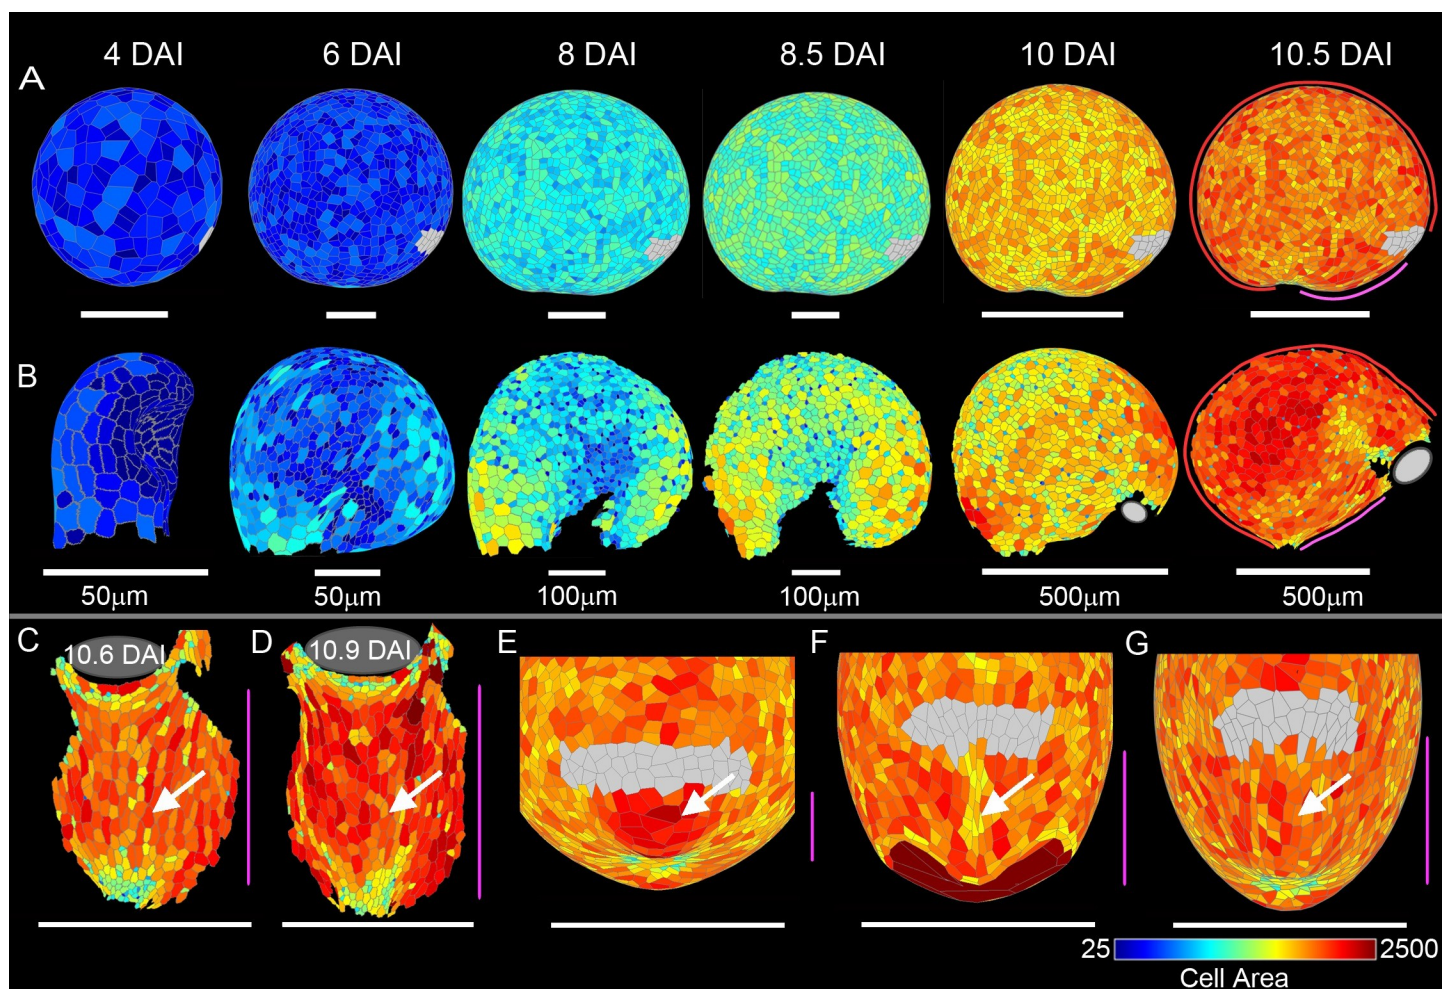 4 DAI 6 DAI 8 DAI 8.5 DAI 10 DAI 10.5 DAI
A
B
50μm 50μm 100μm 100μm 500μm 500μm
C D E F G
10.6 DAI 10.9 DAI
25 2500
Cell Area